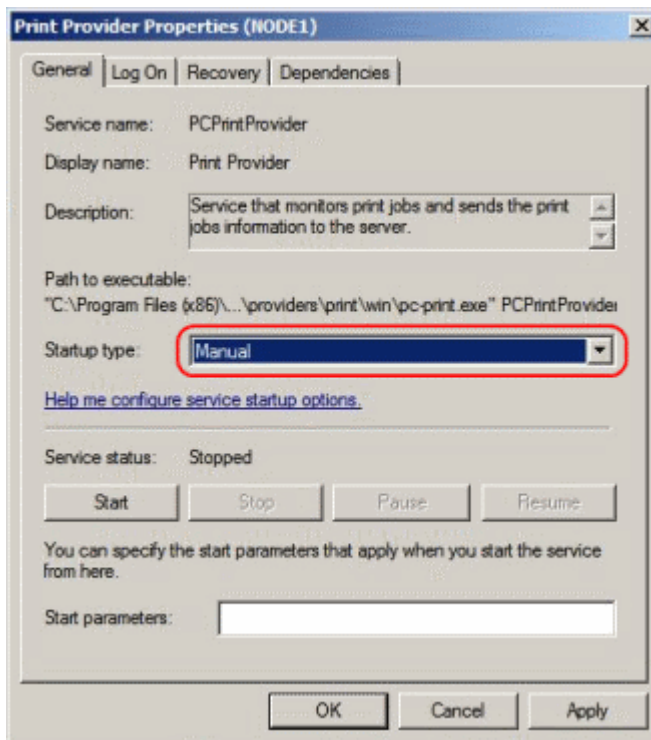 Print Provider Properties (NODE1)
General Log On Recovery Dependencies
Service name: PCPrintProvider
Display name: Print Provider
Description: Service that monitors print jobs and sends the print
jobs information to the server.
Path to executable:
"C:\Program Files (x86)\...\providers\print\win\pc-print.exe" PCPrintProvider
Startup type: Manual
Help me configure service startup options.
Service status: Stopped
Start Stop Pause Resume
You can specify the start parameters that apply when you start the service
from here.
Start parameters:
OK Cancel Apply